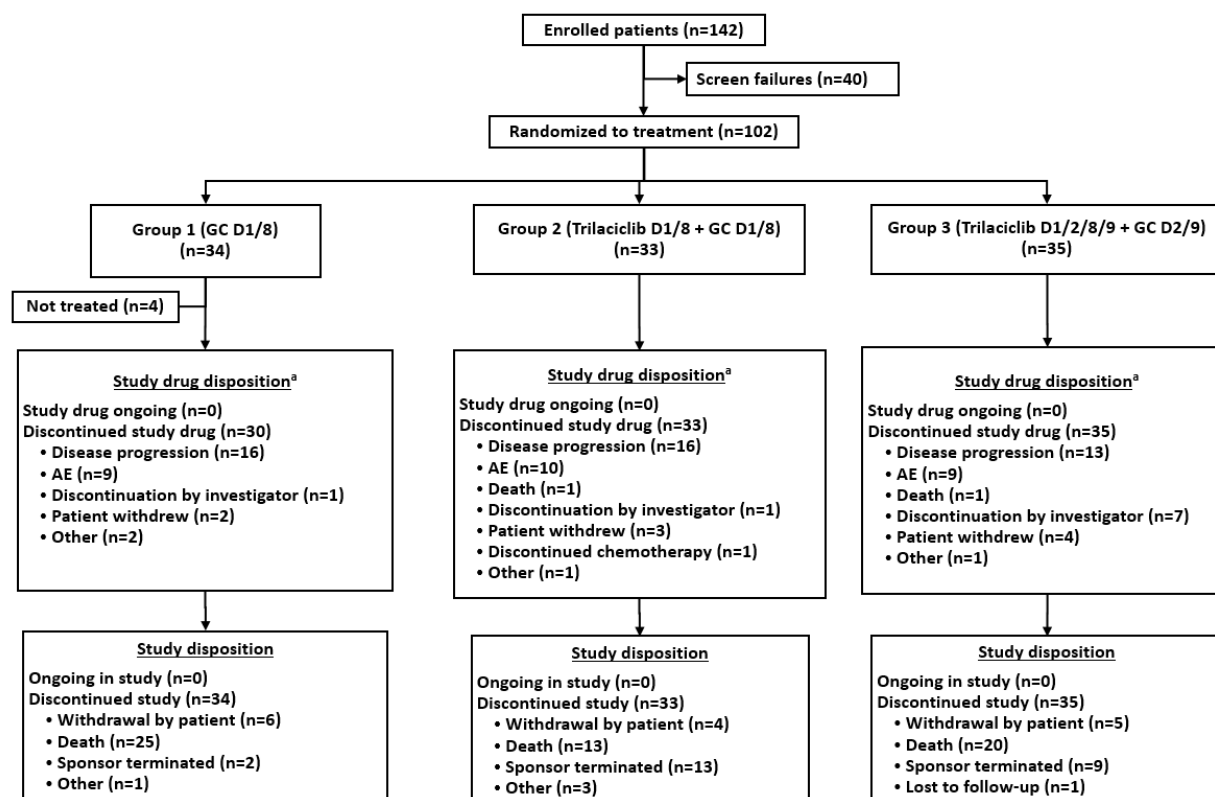 Enrolled patients (n=142)
Screen failures (n=40)
Randomized to treatment (n=102)
Group 1 (GC D1/8)
(n=34)
Group 2 (Trilaciclib D1/8 + GC D1/8)
(n=33)
Group 3 (Trilaciclib D1/2/8/9 + GC D2/9)
(n=35)
Not treated (n=4)
Study drug dispositionᵃ
Study drug ongoing (n=0)
Discontinued study drug (n=30)
• Disease progression (n=16)
• AE (n=9)
• Discontinuation by investigator (n=1)
• Patient withdrew (n=2)
• Other (n=2)
Study drug dispositionᵃ
Study drug ongoing (n=0)
Discontinued study drug (n=33)
• Disease progression (n=16)
• AE (n=10)
• Death (n=1)
• Discontinuation by investigator (n=1)
• Patient withdrew (n=3)
• Discontinued chemotherapy (n=1)
• Other (n=1)
Study drug dispositionᵃ
Study drug ongoing (n=0)
Discontinued study drug (n=35)
• Disease progression (n=13)
• AE (n=9)
• Death (n=1)
• Discontinuation by investigator (n=7)
• Patient withdrew (n=4)
• Other (n=1)
Study disposition
Ongoing in study (n=0)
Discontinued study (n=34)
• Withdrawal by patient (n=6)
• Death (n=25)
• Sponsor terminated (n=2)
• Other (n=1)
Study disposition
Ongoing in study (n=0)
Discontinued study (n=33)
• Withdrawal by patient (n=4)
• Death (n=13)
• Sponsor terminated (n=13)
• Other (n=3)
Study disposition
Ongoing in study (n=0)
Discontinued study (n=35)
• Withdrawal by patient (n=5)
• Death (n=20)
• Sponsor terminated (n=9)
• Lost to follow-up (n=1)